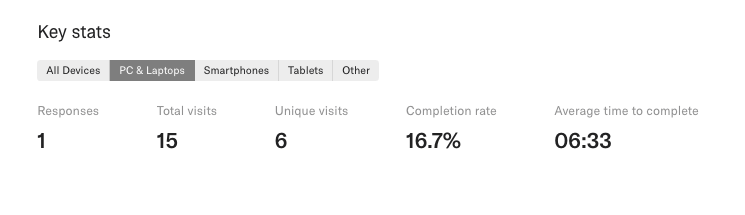 Key stats
All Devices PC & Laptops Smartphones Tablets Other
Responses Total visits Unique visits Completion rate Average time to complete
1 15 6 16.7% 06:33